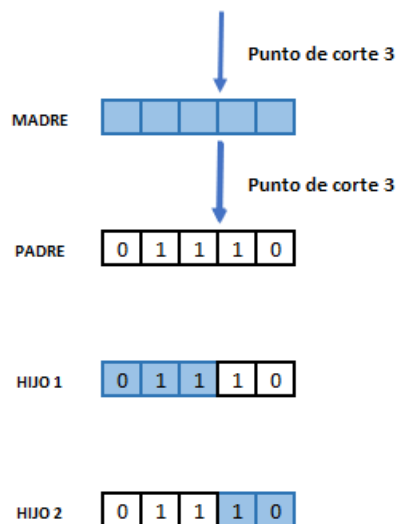 Punto de corte 3
MADRE
Punto de corte 3
PADRE 0 1 1 1 0
HIJO 1 0 1 1 1 0
HIJO 2 0 1 1 1 0